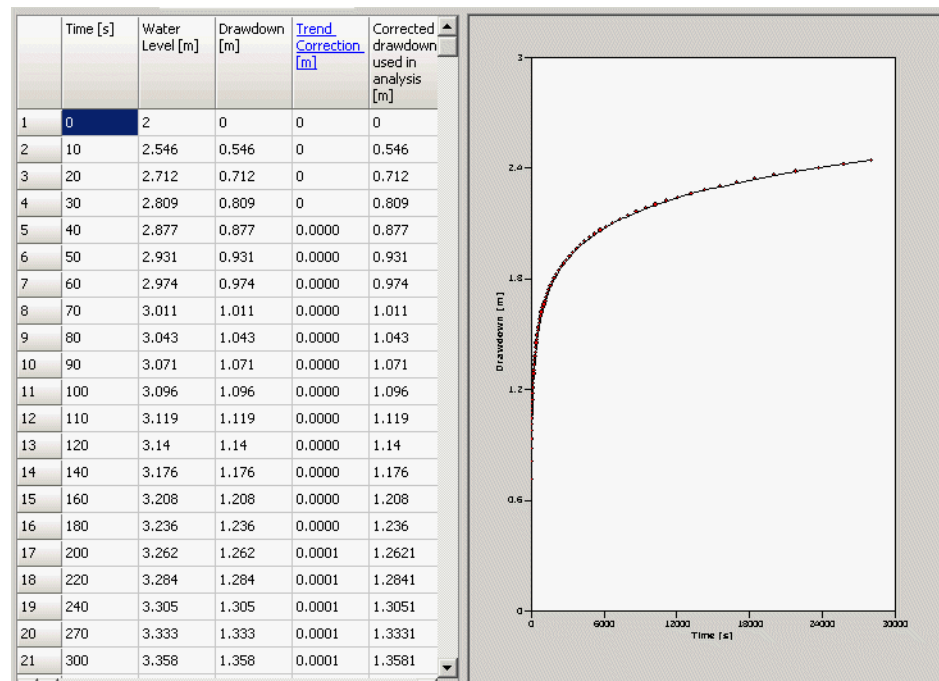 Time [s] Water Level [m] Drawdown [m] Trend Correction [m] Corrected drawdown used in analysis [m]
1 0 2 0 0 0
2 10 2.546 0.546 0 0.546
3 20 2.712 0.712 0 0.712
4 30 2.809 0.809 0 0.809
5 40 2.877 0.877 0.0000 0.877
6 50 2.931 0.931 0.0000 0.931
7 60 2.974 0.974 0.0000 0.974
8 70 3.011 1.011 0.0000 1.011
9 80 3.043 1.043 0.0000 1.043
10 90 3.071 1.071 0.0000 1.071
11 100 3.096 1.096 0.0000 1.096
12 110 3.119 1.119 0.0000 1.119
13 120 3.14 1.14 0.0000 1.14
14 140 3.176 1.176 0.0000 1.176
15 160 3.208 1.208 0.0000 1.208
16 180 3.236 1.236 0.0000 1.236
17 200 3.262 1.262 0.0001 1.2621
18 220 3.284 1.284 0.0001 1.2841
19 240 3.305 1.305 0.0001 1.3051
20 270 3.333 1.333 0.0001 1.3331
21 300 3.358 1.358 0.0001 1.3581
3
2.4
1.8
1.2
0.6
0
Drawdown [m]
0 6000 12000 18000 24000 30000
Time [s]